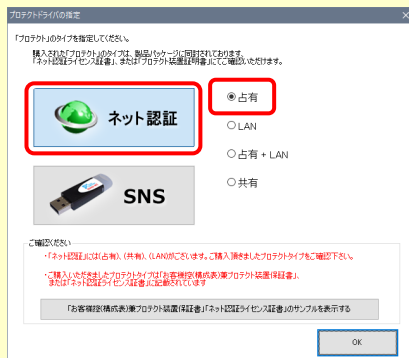 プロテクトドライバの指定
「プロテクト」のタイプを指定してください。
購入された「プロテクト」のタイプは、製品パッケージに同封されております、
「ネット認証ライセンス証書」、または「プロテクト装置証明書」にてご確認いただけます。
ネット認証
占有
LAN
占有 + LAN
共有
SNS
ご確認ください
・「ネット認証」には(占有)、(共有)、(LAN)がございます。ご購入頂きましたプロテクトタイプをご確認下さい。
・ご購入いただきましたプロテクトタイプは「お客様控(構成表)兼プロテクト装置保証書」、
または「ネット認証ライセンス証書」に記載されています
「お客様控(構成表)兼プロテクト装置保証書」「ネット認証ライセンス証書」のサンプルを表示する
OK